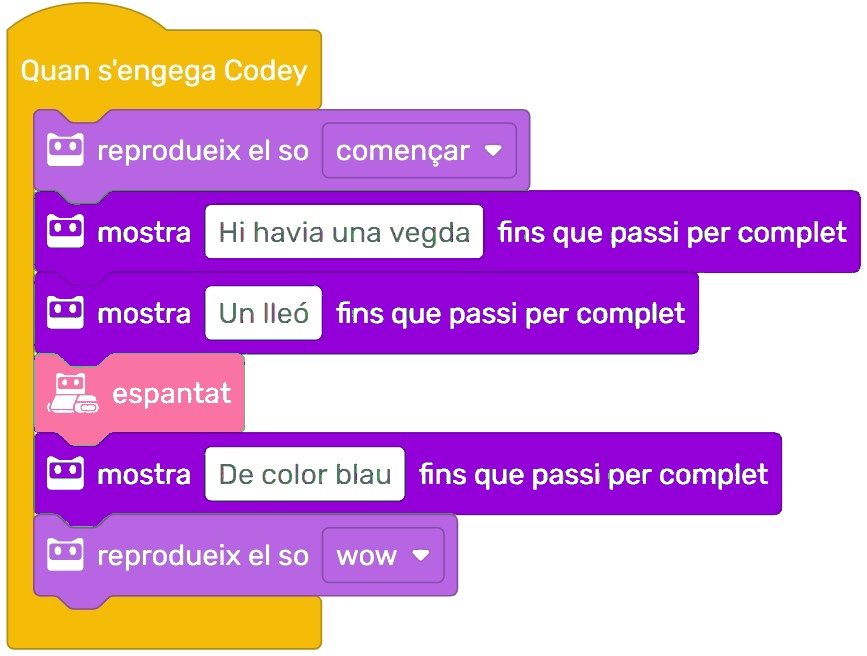 Quan s'engega Codey
reprodueix el so començar
mostra Hi havia una vegda fins que passi per complet
mostra Un lleó fins que passi per complet
espantat
mostra De color blau fins que passi per complet
reprodueix el so wow